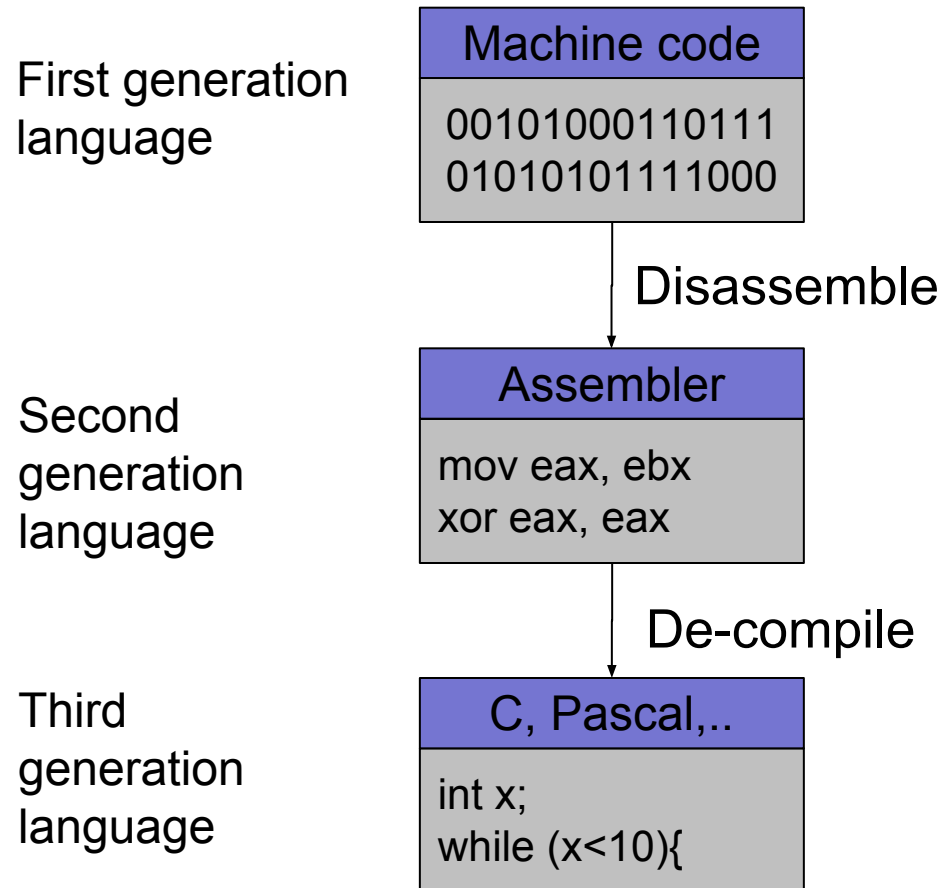 First generation
language
Machine code
00101000110111
01010101111000
Disassemble
Second
generation
language
Assembler
mov eax, ebx
xor eax, eax
De-compile
Third
generation
language
C, Pascal,..
int x;
while (x<10){